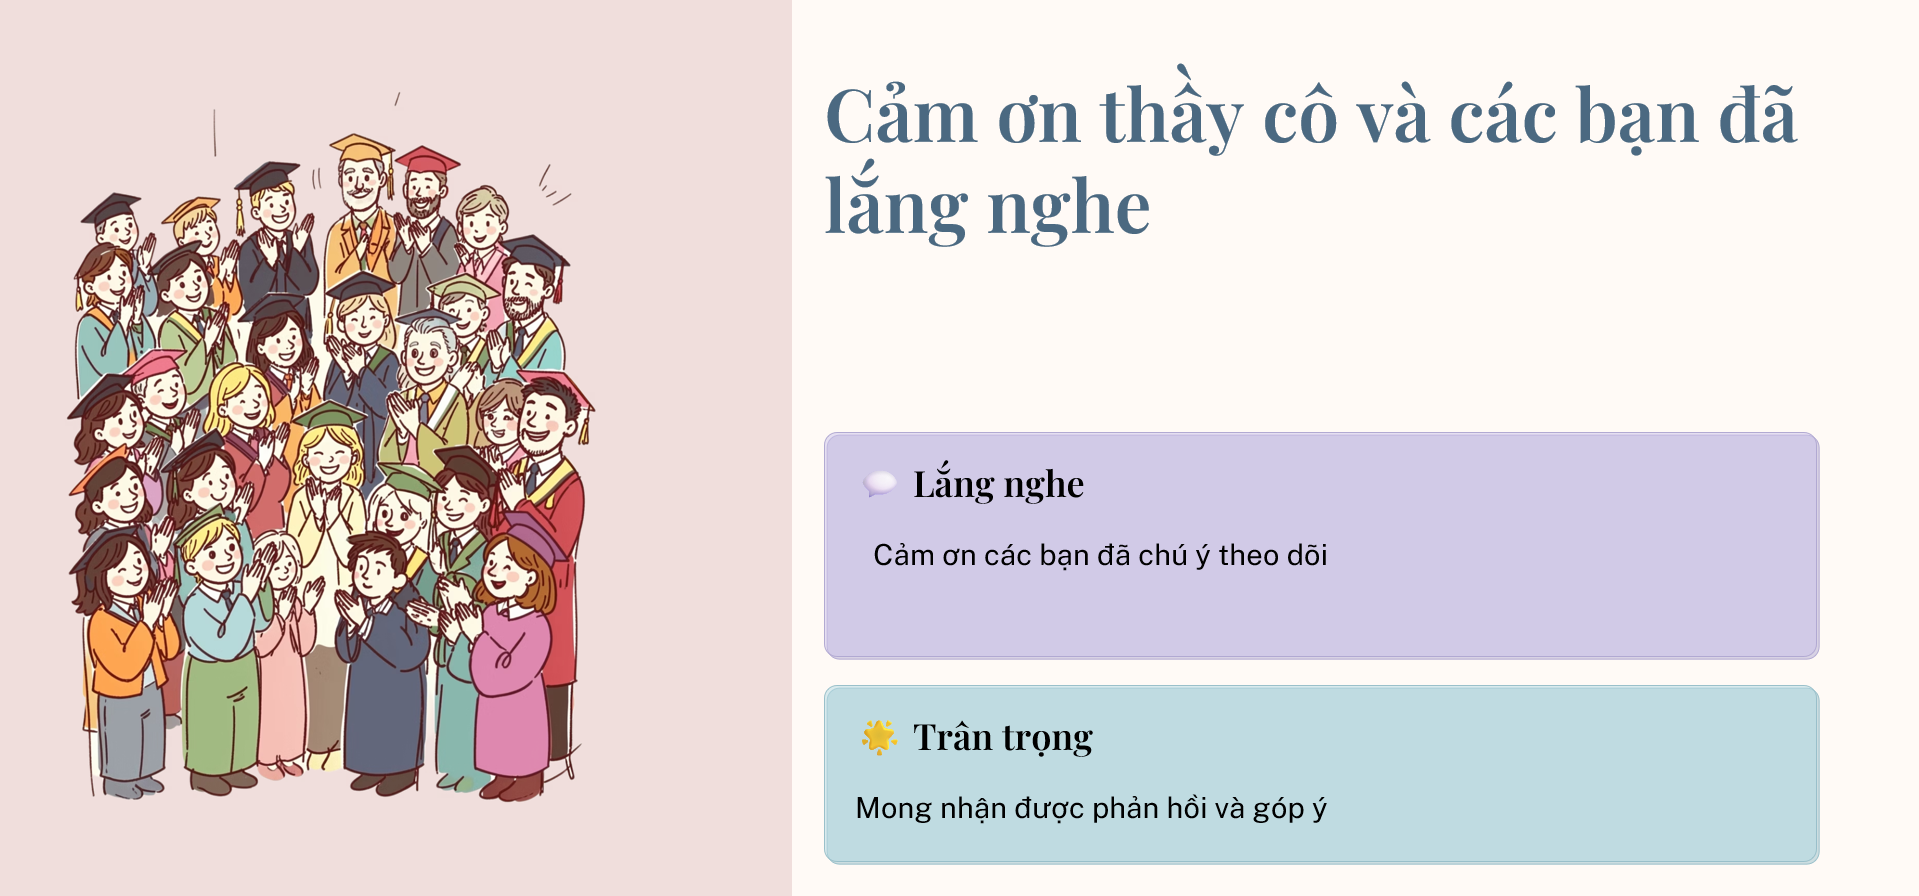 Cảm ơn thầy cô và các bạn đã
lắng nghe
Lắng nghe
Cảm ơn các bạn đã chú ý theo dõi
Trân trọng
Mong nhận được phản hồi và góp ý